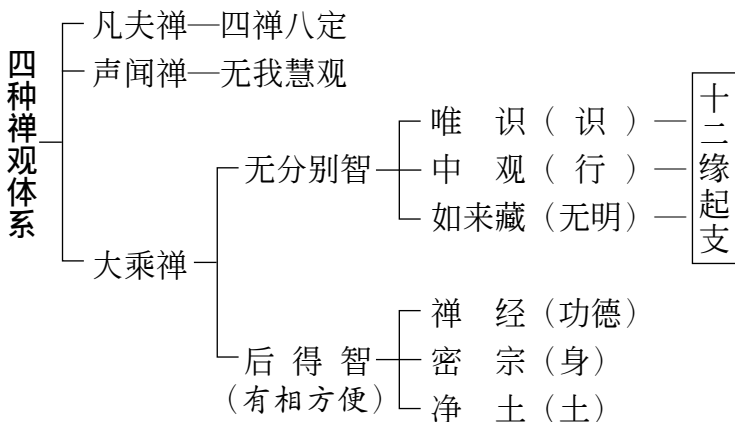 四种禅观体系
凡夫禅—四禅八定
声闻禅—无我慧观
大乘禅
无分别智
唯识（识）
中观（行）
如来藏（无明）
十二缘起支
后得智
（有相方便）
禅经（功德）
密宗（身）
净土（土）